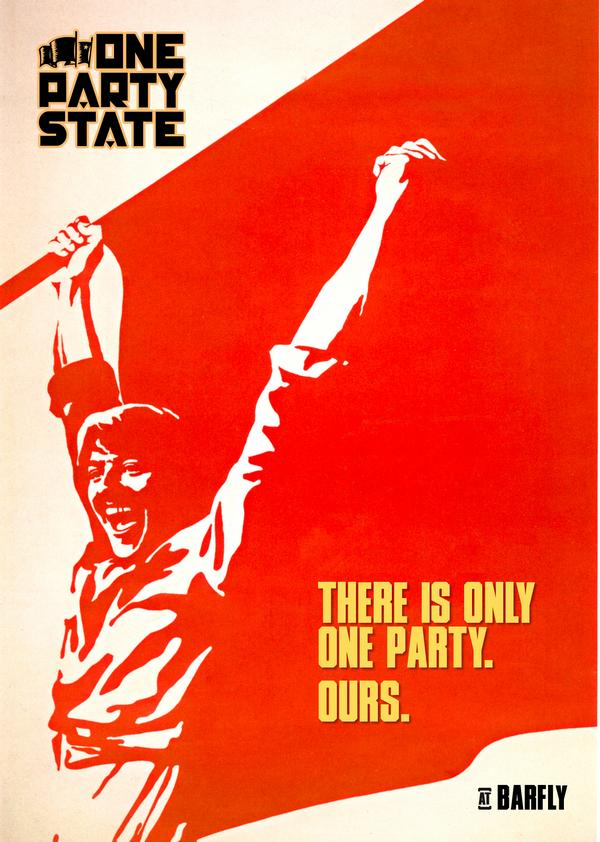 ONE
PARTY
STATE
THERE IS ONLY
ONE PARTY.
OURS.
AT BARFLY